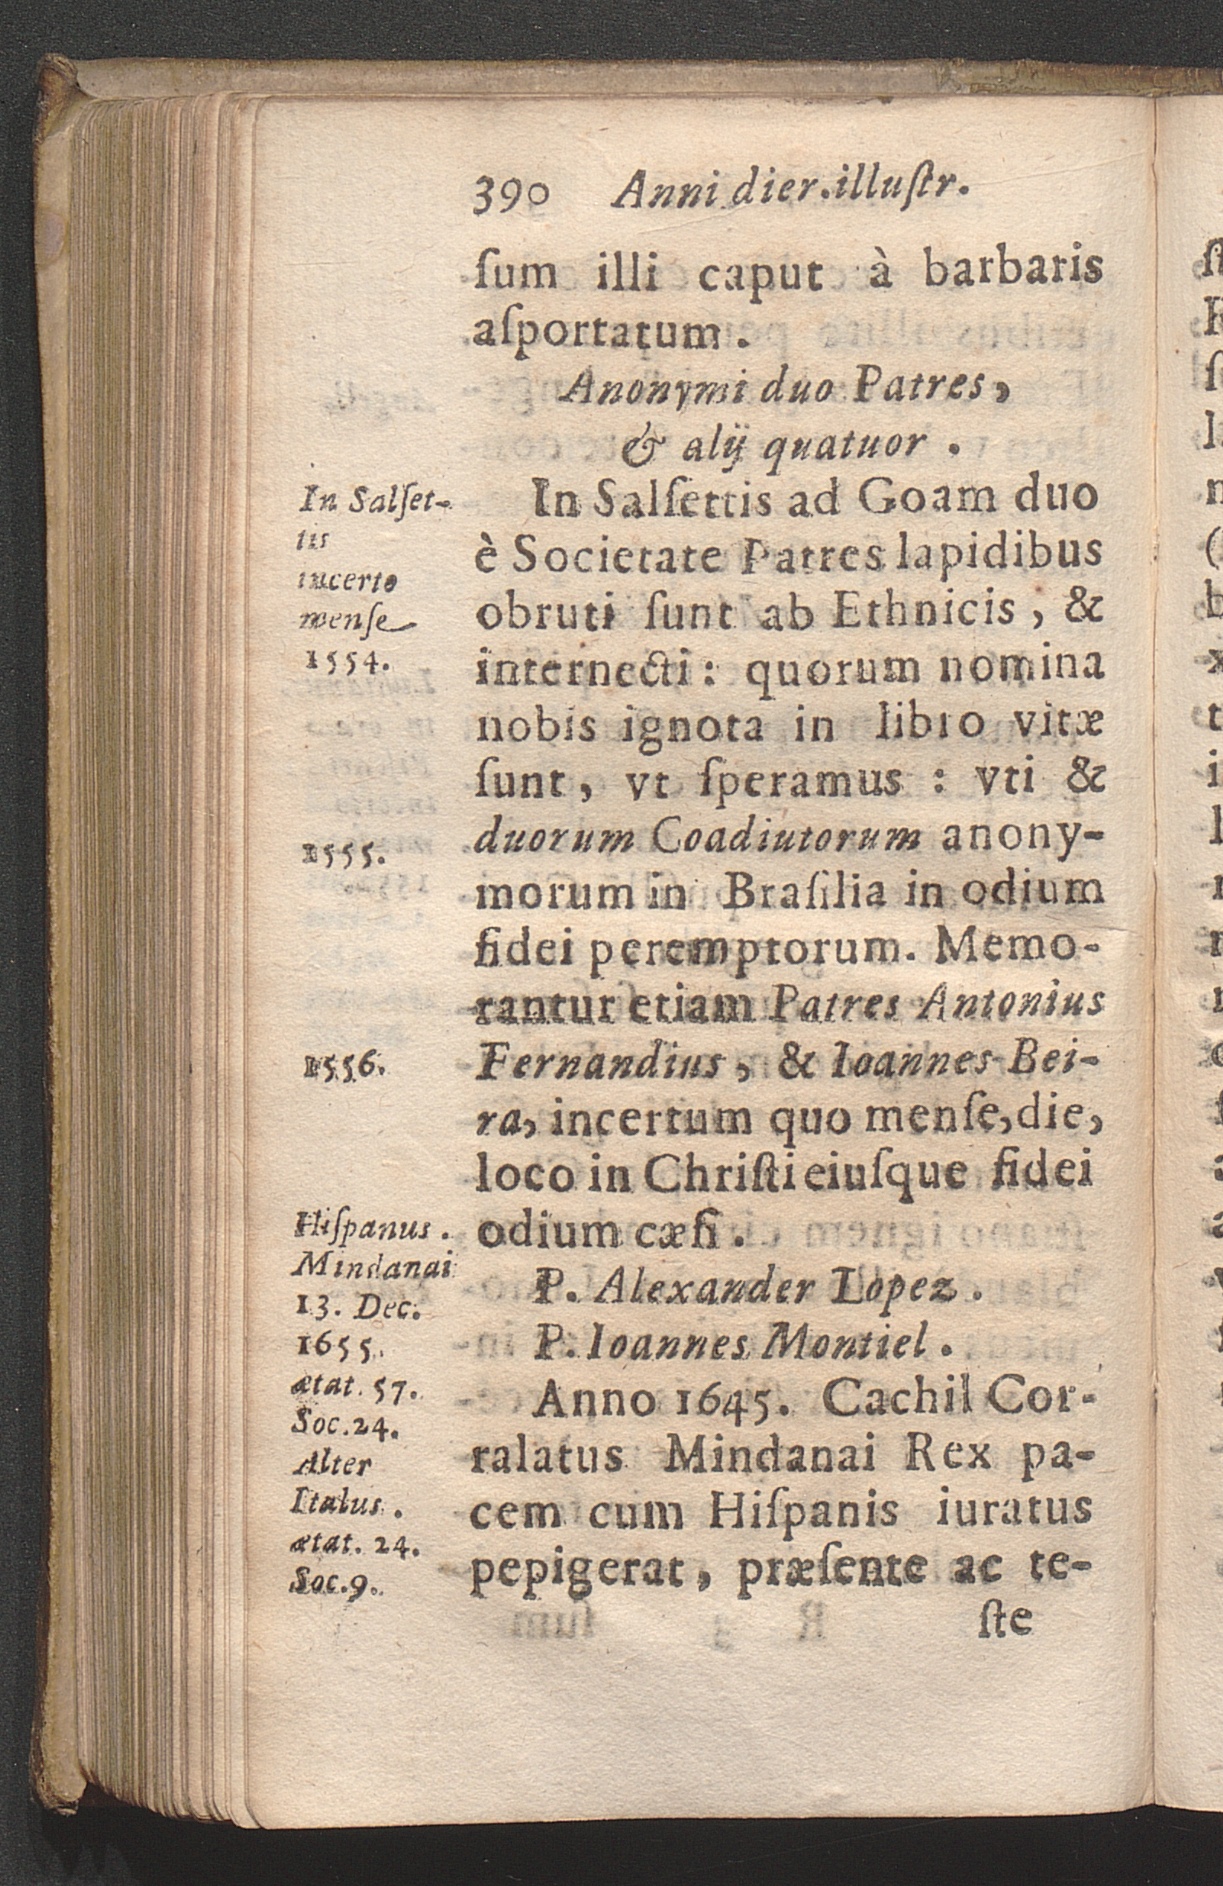 390 Anni dier.illuſtr.
ſum illi caput à barbaris
aſportatum.
Anonymi duo Patres,
& alij quatuor.
In Salſet-
tis
incerto
menſe
1554.
In Salſettis ad Goam duo
è Societate Patres lapidibus
obruti ſunt ab Ethnicis, &
internecti: quorum nomina
nobis ignota in libro vitæ
ſunt, vt ſperamus: vti &
1555.
duorum Coadiutorum anony-
morum in Braſilia in odium
fidei peremptorum. Memo-
rantur etiam Patres Antonius
1556.
Fernandius, & Ioannes Bei-
ra, incertum quo menſe, die,
loco in Chriſti eiuſque fidei
odium cæſi.
Hiſpanus.
Mindanai
13. Dec.
1655.
ætat. 57.
Soc. 24.
Alter
Italus.
ætat. 24.
Soc. 9.
P. Alexander Lopez.
P. Ioannes Montiel.
Anno 1645. Cachil Cor-
ralatus Mindanai Rex pa-
cem cum Hiſpanis iuratus
pepigerat, præſente ac te-
ſte